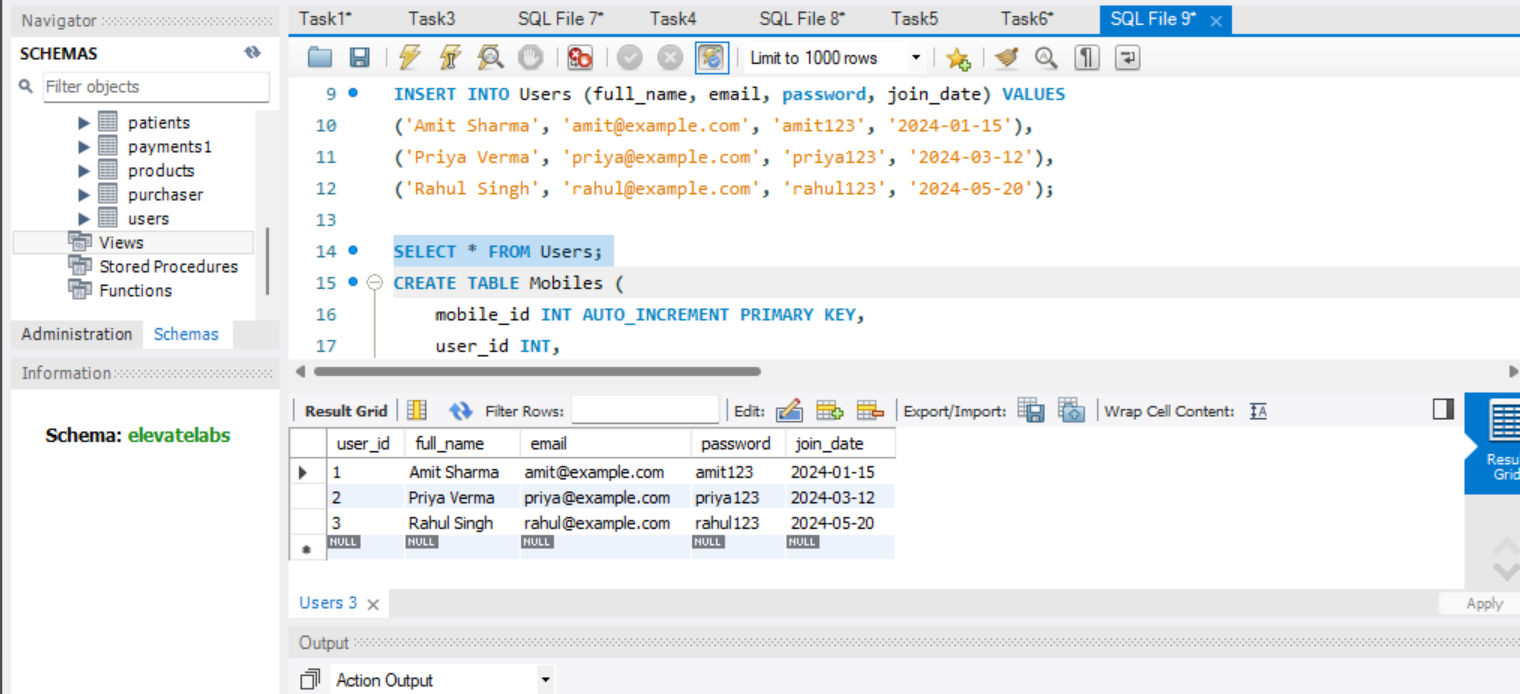 Navigator
Task1* Task3 SQL File 7* Task4 SQL File 8* Task5 Task6* SQL File 9* ×
SCHEMAS
Filter objects
patients
payments1
products
purchaser
users
Views
Stored Procedures
Functions
Administration Schemas
Information
Schema: elevatelabs
Limit to 1000 rows
9 INSERT INTO Users (full_name, email, password, join_date) VALUES
10 ('Amit Sharma', 'amit@example.com', 'amit123', '2024-01-15'),
11 ('Priya Verma', 'priya@example.com', 'priya123', '2024-03-12'),
12 ('Rahul Singh', 'rahul@example.com', 'rahul123', '2024-05-20');
13
14 SELECT * FROM Users;
15 CREATE TABLE Mobiles (
16 mobile_id INT AUTO_INCREMENT PRIMARY KEY,
17 user_id INT,
Result Grid Filter Rows: Edit: Export/Import: Wrap Cell Content: IA
user_id full_name email password join_date
1 Amit Sharma amit@example.com amit123 2024-01-15
2 Priya Verma priya@example.com priya123 2024-03-12
3 Rahul Singh rahul@example.com rahul123 2024-05-20
NULL NULL NULL NULL NULL
Resu
Grid
Users 3 ×
Apply
Output
Action Output